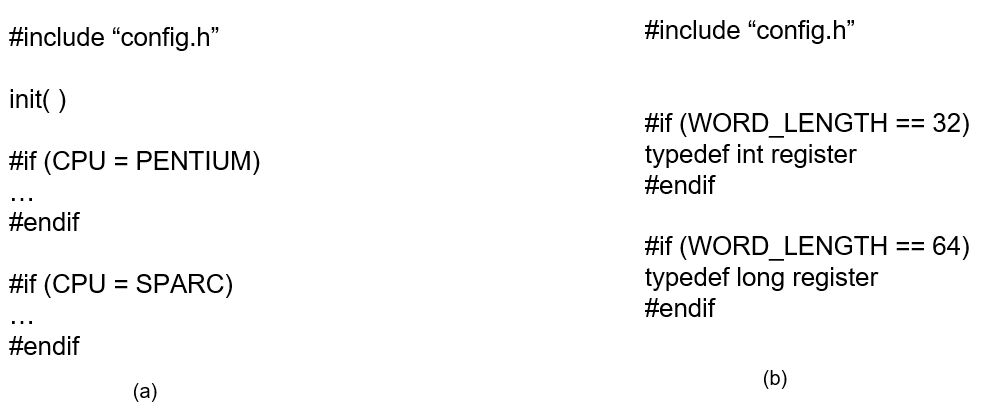 #include “config.h”
init( )
#if (CPU = PENTIUM)
…
#endif
#if (CPU = SPARC)
…
#endif
(a)
#include “config.h”
#if (WORD_LENGTH == 32)
typedef int register
#endif
#if (WORD_LENGTH == 64)
typedef long register
#endif
(b)